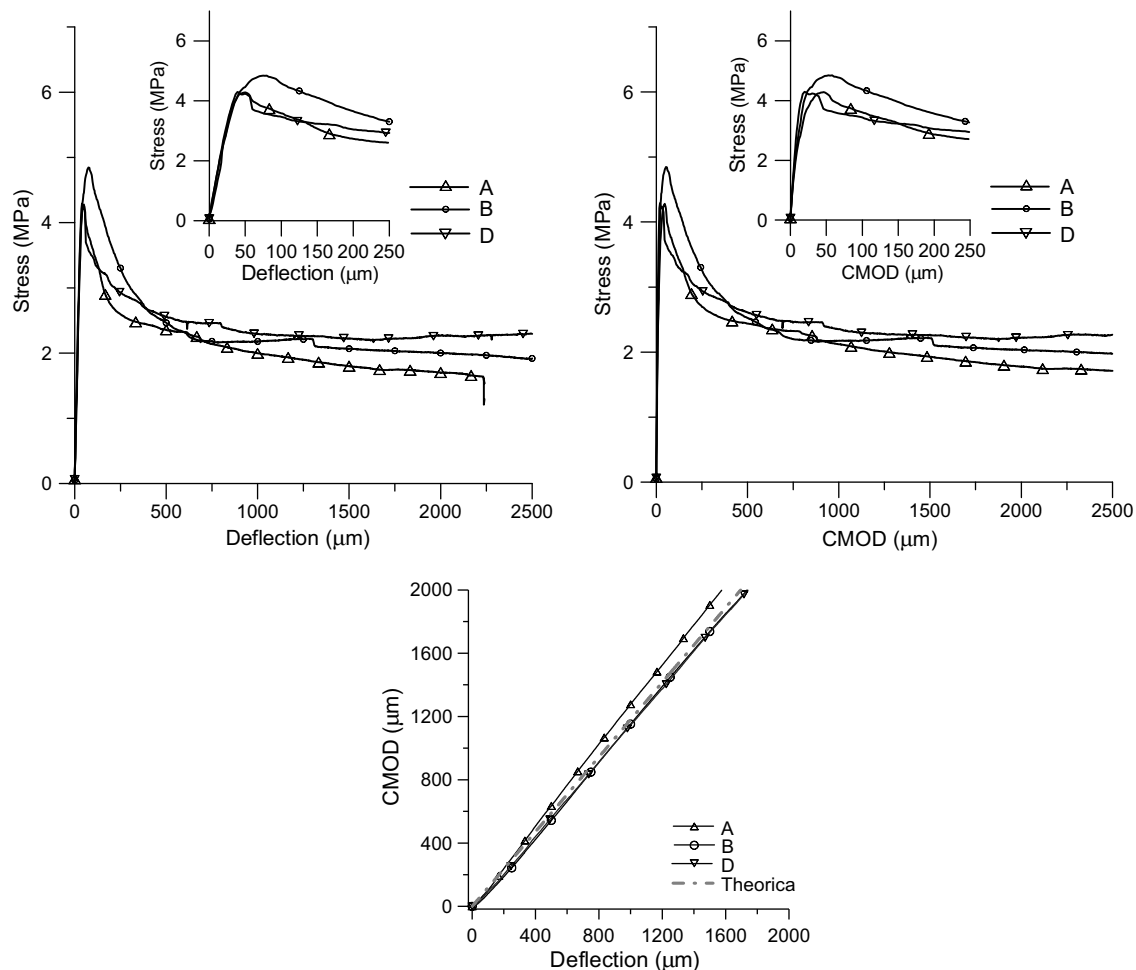 6
4
2
0
Stress (MPa)
0 50 100 150 200 250
Deflection (μm)
A
B
D
6
4
2
0
Stress (MPa)
0 500 1000 1500 2000 2500
Deflection (μm)
6
4
2
0
Stress (MPa)
0 50 100 150 200 250
CMOD (μm)
A
B
D
6
4
2
0
Stress (MPa)
0 500 1000 1500 2000 2500
CMOD (μm)
2000
1600
1200
800
400
0
CMOD (μm)
A
B
D
Theorica
0 400 800 1200 1600 2000
Deflection (μm)